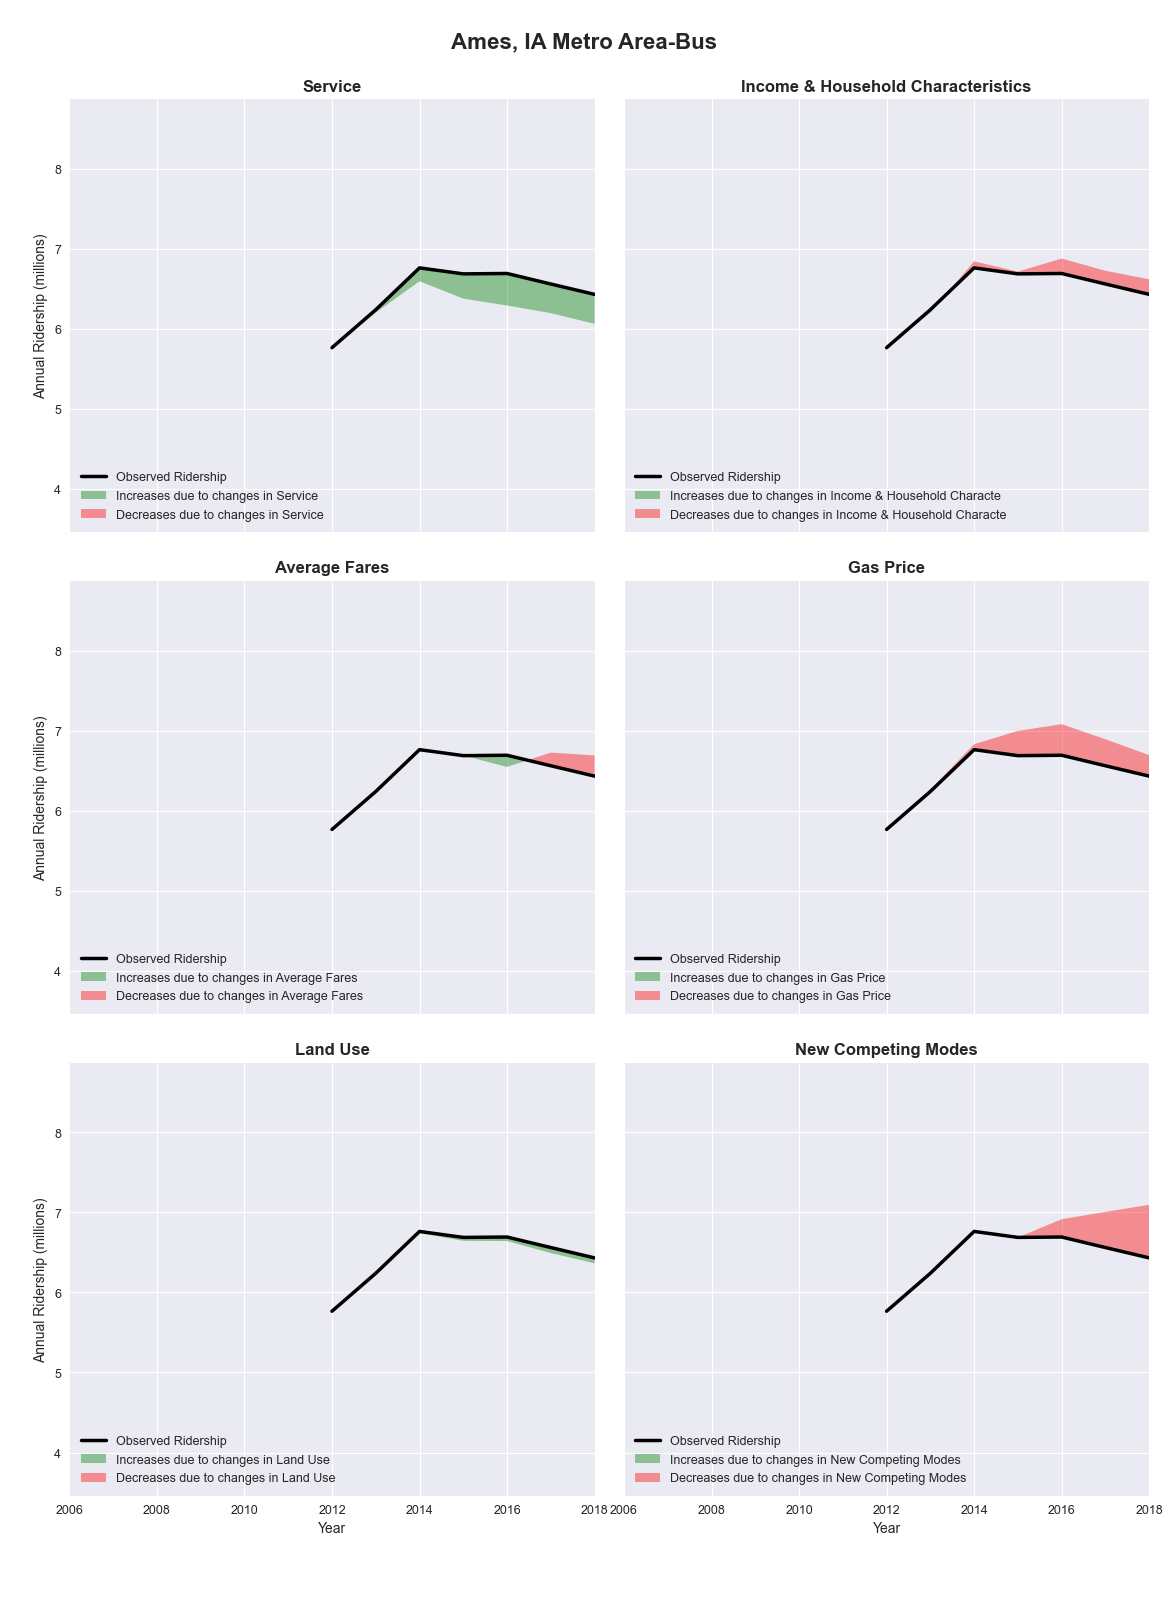 Ames, IA Metro Area-Bus
Service
8
7
6
5
4
Annual Ridership (millions)
Observed Ridership
Increases due to changes in Service
Decreases due to changes in Service
Income & Household Characteristics
Observed Ridership
Increases due to changes in Income & Household Characte
Decreases due to changes in Income & Household Characte
Average Fares
8
7
6
5
4
Annual Ridership (millions)
Observed Ridership
Increases due to changes in Average Fares
Decreases due to changes in Average Fares
Gas Price
Observed Ridership
Increases due to changes in Gas Price
Decreases due to changes in Gas Price
Land Use
8
7
6
5
4
Annual Ridership (millions)
Observed Ridership
Increases due to changes in Land Use
Decreases due to changes in Land Use
2006 2008 2010 2012 2014 2016 2018
Year
New Competing Modes
Observed Ridership
Increases due to changes in New Competing Modes
Decreases due to changes in New Competing Modes
2006 2008 2010 2012 2014 2016 2018
Year